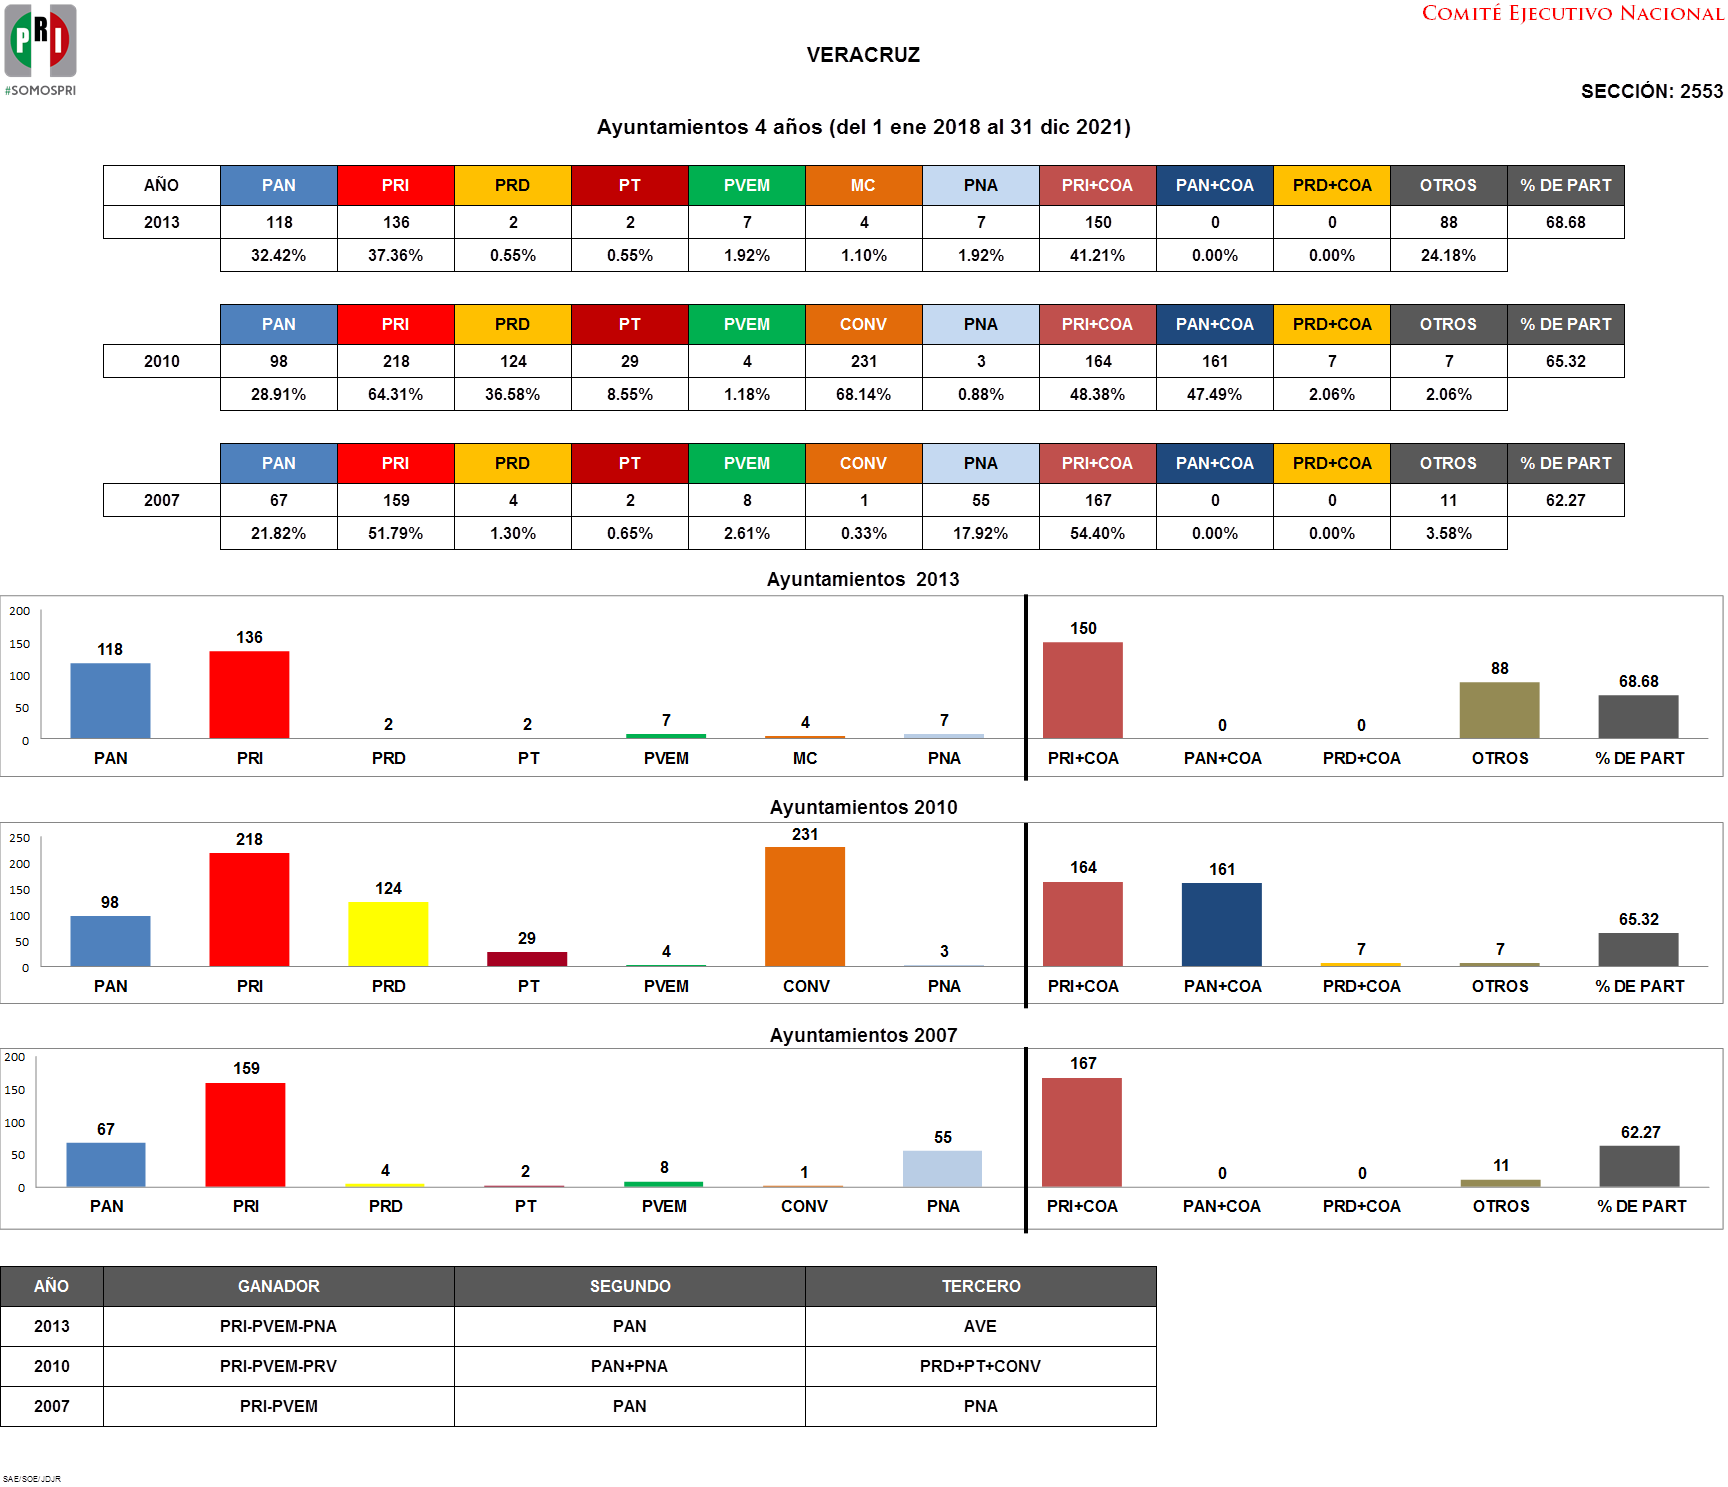 PRI
#SOMOSPRI
COMITÉ EJECUTIVO NACIONAL
VERACRUZ
SECCIÓN: 2553
Ayuntamientos 4 años (del 1 ene 2018 al 31 dic 2021)
AÑO PAN PRI PRD PT PVEM MC PNA PRI+COA PAN+COA PRD+COA OTROS % DE PART
2013 118 136 2 2 7 4 7 150 0 0 88 68.68
32.42% 37.36% 0.55% 0.55% 1.92% 1.10% 1.92% 41.21% 0.00% 0.00% 24.18%
PAN PRI PRD PT PVEM CONV PNA PRI+COA PAN+COA PRD+COA OTROS % DE PART
2010 98 218 124 29 4 231 3 164 161 7 7 65.32
28.91% 64.31% 36.58% 8.55% 1.18% 68.14% 0.88% 48.38% 47.49% 2.06% 2.06%
PAN PRI PRD PT PVEM CONV PNA PRI+COA PAN+COA PRD+COA OTROS % DE PART
2007 67 159 4 2 8 1 55 167 0 0 11 62.27
21.82% 51.79% 1.30% 0.65% 2.61% 0.33% 17.92% 54.40% 0.00% 0.00% 3.58%
Ayuntamientos 2013
200
150
100
50
0
118 136 2 2 7 4 7 150 0 0 88 68.68
PAN PRI PRD PT PVEM MC PNA PRI+COA PAN+COA PRD+COA OTROS % DE PART
Ayuntamientos 2010
250
200
150
100
50
0
98 218 124 29 4 231 3 164 161 7 7 65.32
PAN PRI PRD PT PVEM CONV PNA PRI+COA PAN+COA PRD+COA OTROS % DE PART
Ayuntamientos 2007
200
150
100
50
0
67 159 4 2 8 1 55 167 0 0 11 62.27
PAN PRI PRD PT PVEM CONV PNA PRI+COA PAN+COA PRD+COA OTROS % DE PART
AÑO GANADOR SEGUNDO TERCERO
2013 PRI-PVEM-PNA PAN AVE
2010 PRI-PVEM-PRV PAN+PNA PRD+PT+CONV
2007 PRI-PVEM PAN PNA
SAE/SOE/JDJR